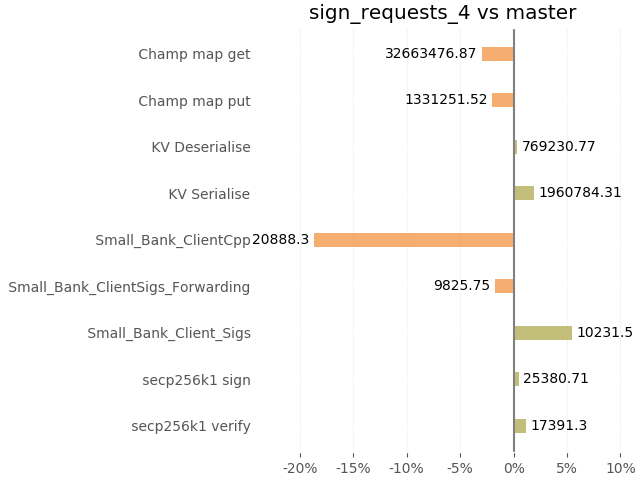 sign_requests_4 vs master
Champ map get 32663476.87
Champ map put 1331251.52
KV Deserialise 769230.77
KV Serialise 1960784.31
Small_Bank_ClientCpp 20888.3
Small_Bank_ClientSigs_Forwarding 9825.75
Small_Bank_Client_Sigs 10231.5
secp256k1 sign 25380.71
secp256k1 verify 17391.3
-20% -15% -10% -5% 0% 5% 10%